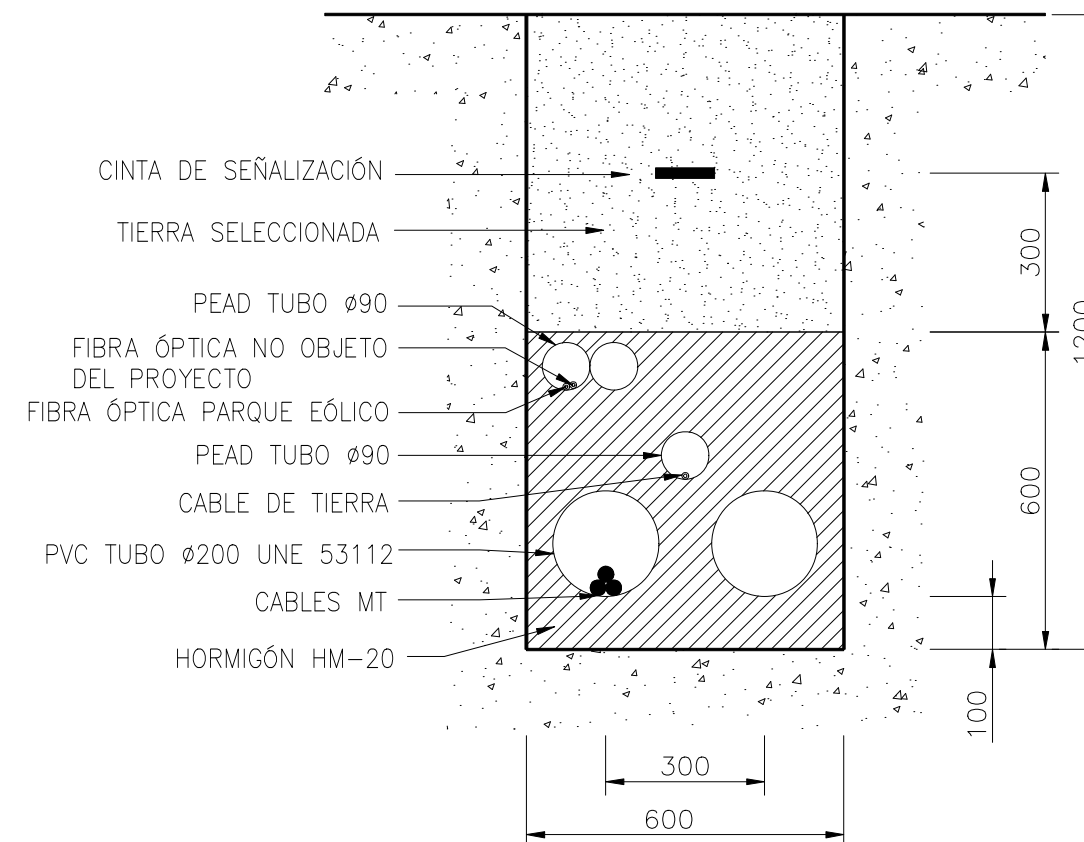 CINTA DE SEÑALIZACIÓN
TIERRA SELECCIONADA
PEAD TUBO Ø90
FIBRA ÓPTICA NO OBJETO
DEL PROYECTO
FIBRA ÓPTICA PARQUE EÓLICO
PEAD TUBO Ø90
CABLE DE TIERRA
PVC TUBO Ø200 UNE 53112
CABLES MT
HORMIGÓN HM-20
300
1200
600
100
300
600